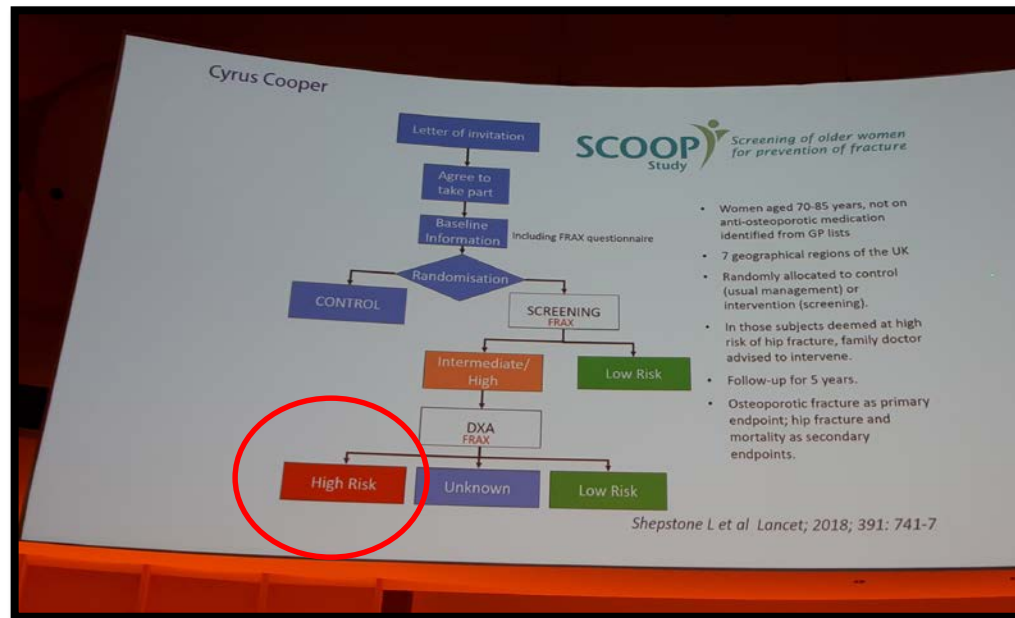 Cyrus Cooper
Letter of invitation
SCOOP
Study
Screening of older women
for prevention of fracture
Agree to
take part
Baseline
Information
Including FRAX questionnaire
Randomisation
CONTROL
SCREENING
FRAX
Intermediate/
High
Low Risk
DXA
FRAX
High Risk
Unknown
Low Risk
• Women aged 70-85 years, not on
anti-osteoporotic medication
identified from GP lists
• 7 geographical regions of the UK
• Randomly allocated to control
(usual management) or
intervention (screening).
• In those subjects deemed at high
risk of hip fracture, family doctor
advised to intervene.
• Follow-up for 5 years.
• Osteoporotic fracture as primary
endpoint; hip fracture and
mortality as secondary
endpoints.
Shepstone L et al Lancet; 2018; 391: 741-7